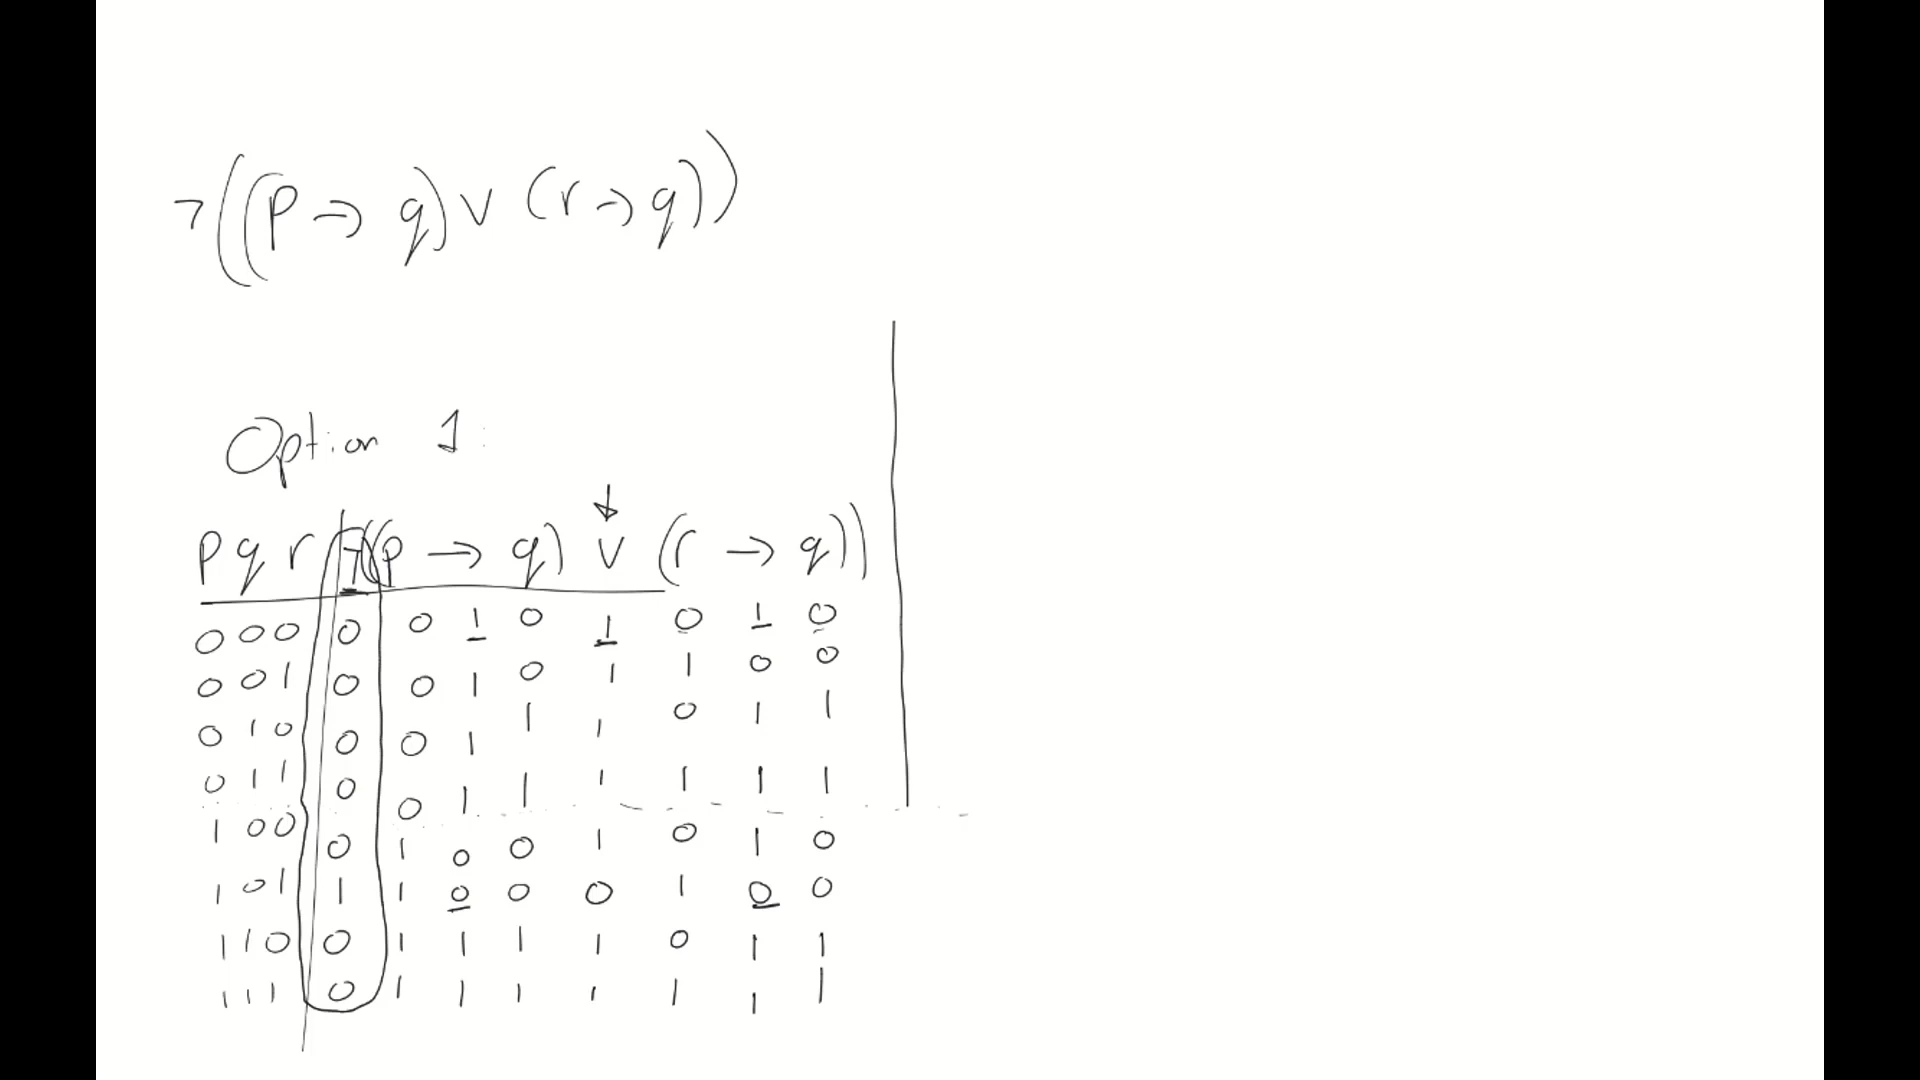 ¬((p → q) ∨ (r → q))
Option 1:
p q r ¬((p → q) ∨ (r → q))
0 0 0 0 0 1 0 1 0 1 0
0 0 1 0 0 1 0 1 1 0 0
0 1 0 0 0 1 1 1 0 1 1
0 1 1 0 0 1 1 1 1 1 1
1 0 0 0 1 0 0 1 0 1 0
1 0 1 1 1 0 0 0 1 0 0
1 1 0 0 1 1 1 1 0 1 1
1 1 1 0 1 1 1 1 1 1 1